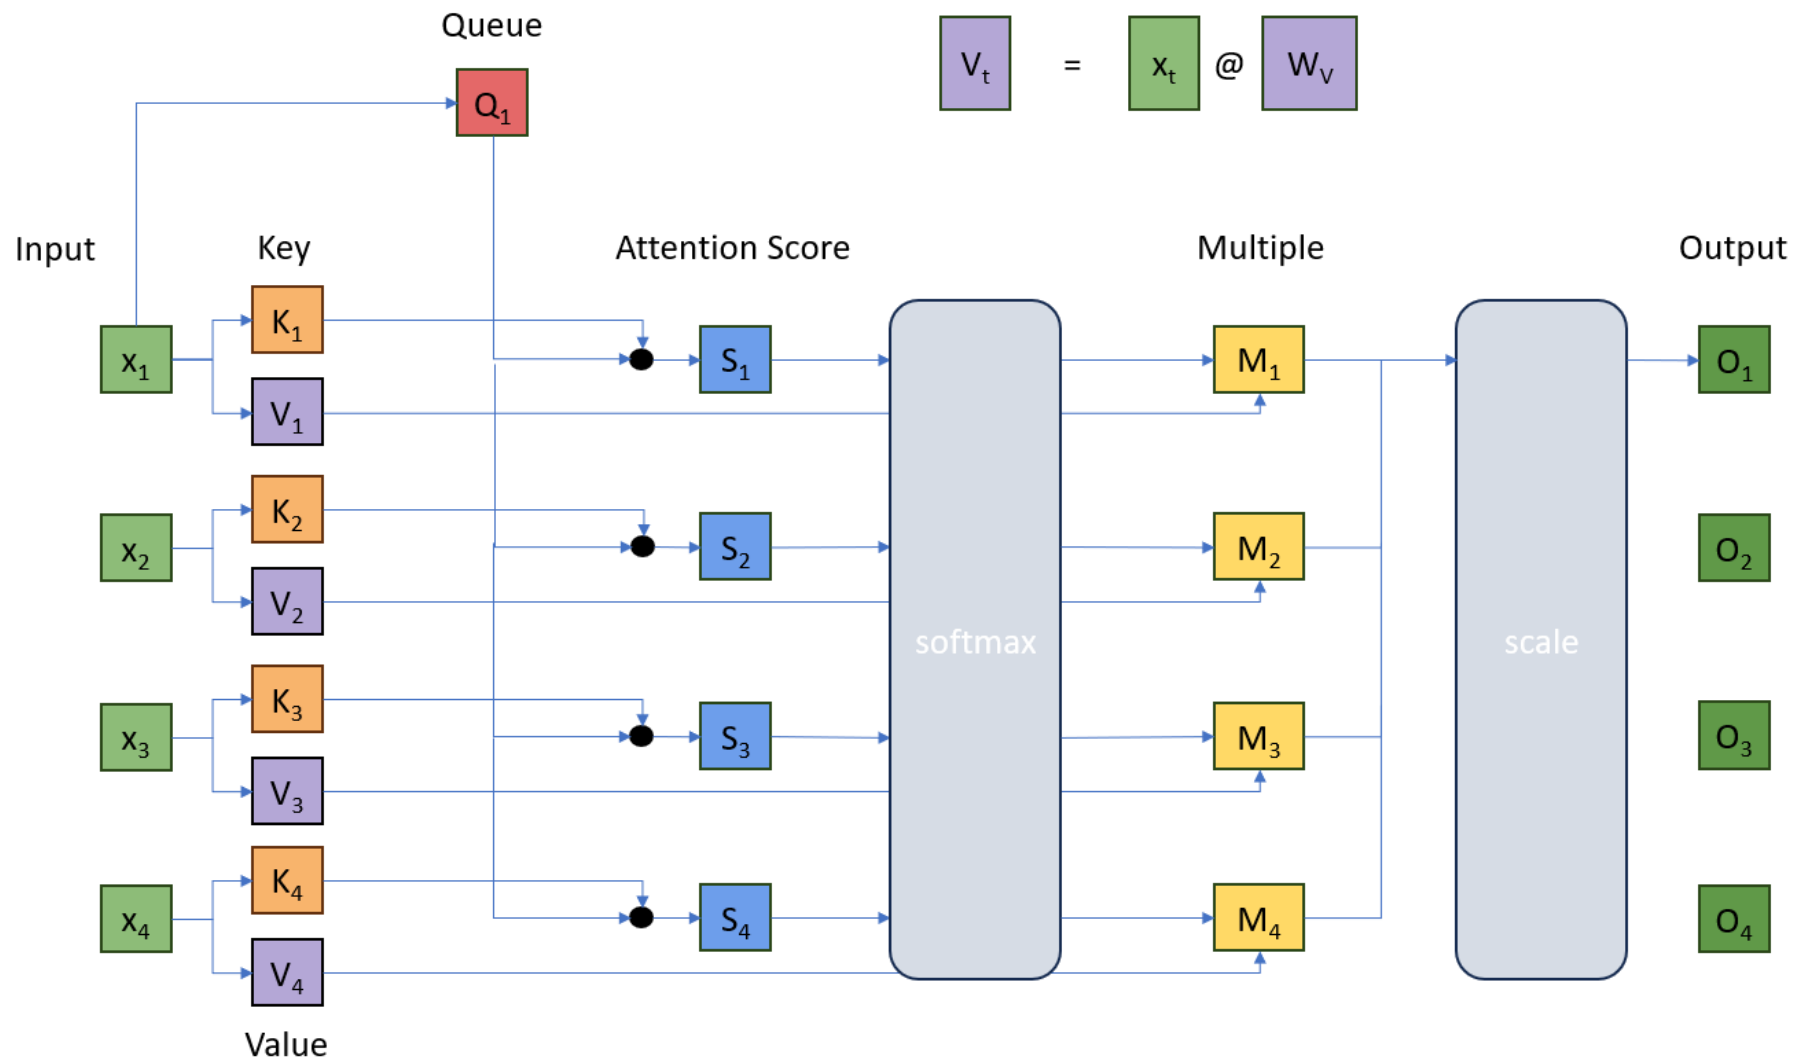 Queue
Q₁
Vₜ = xₜ @ Wᵥ
Input
Key
Attention Score
Multiple
Output
x₁
K₁
V₁
S₁
M₁
O₁
x₂
K₂
V₂
S₂
M₂
O₂
softmax
scale
x₃
K₃
V₃
S₃
M₃
O₃
x₄
K₄
V₄
S₄
M₄
O₄
Value